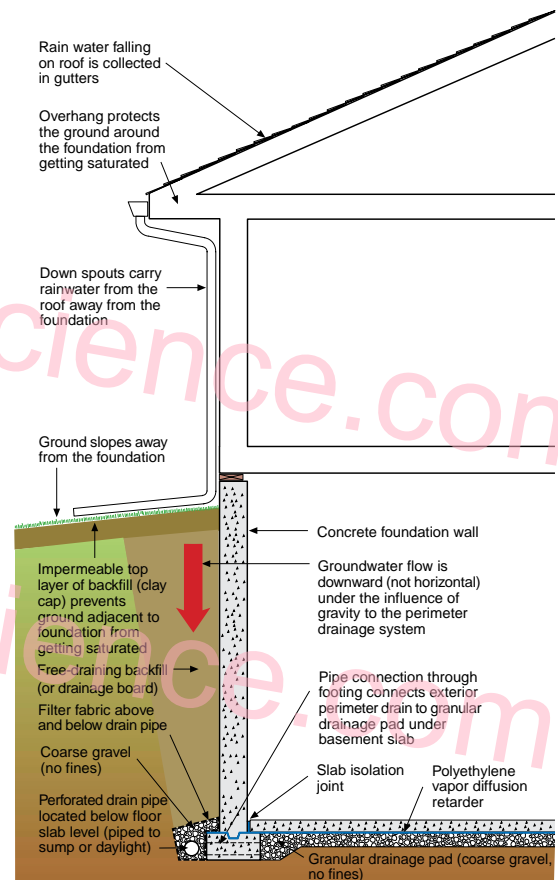 Rain water falling
on roof is collected
in gutters
Overhang protects
the ground around
the foundation from
getting saturated
Down spouts carry
rainwater from the
roof away from the
foundation
cience.com
Ground slopes away
from the foundation
Concrete foundation wall
Impermeable top
layer of backfill (clay
cap) prevents
ground adjacent to
foundation from
getting saturated
Groundwater flow is
downward (not horizontal)
under the influence of
gravity to the perimeter
drainage system
ience.com
Free-draining backfill
(or drainage board)
Filter fabric above
and below drain pipe
Pipe connection through
footing connects exterior
perimeter drain to granular
drainage pad under
basement slab
Coarse gravel
(no fines)
Slab isolation
joint
Polyethylene
vapor diffusion
retarder
Perforated drain pipe
located below floor
slab level (piped to
sump or daylight)
Granular drainage pad (coarse gravel,
no fines)